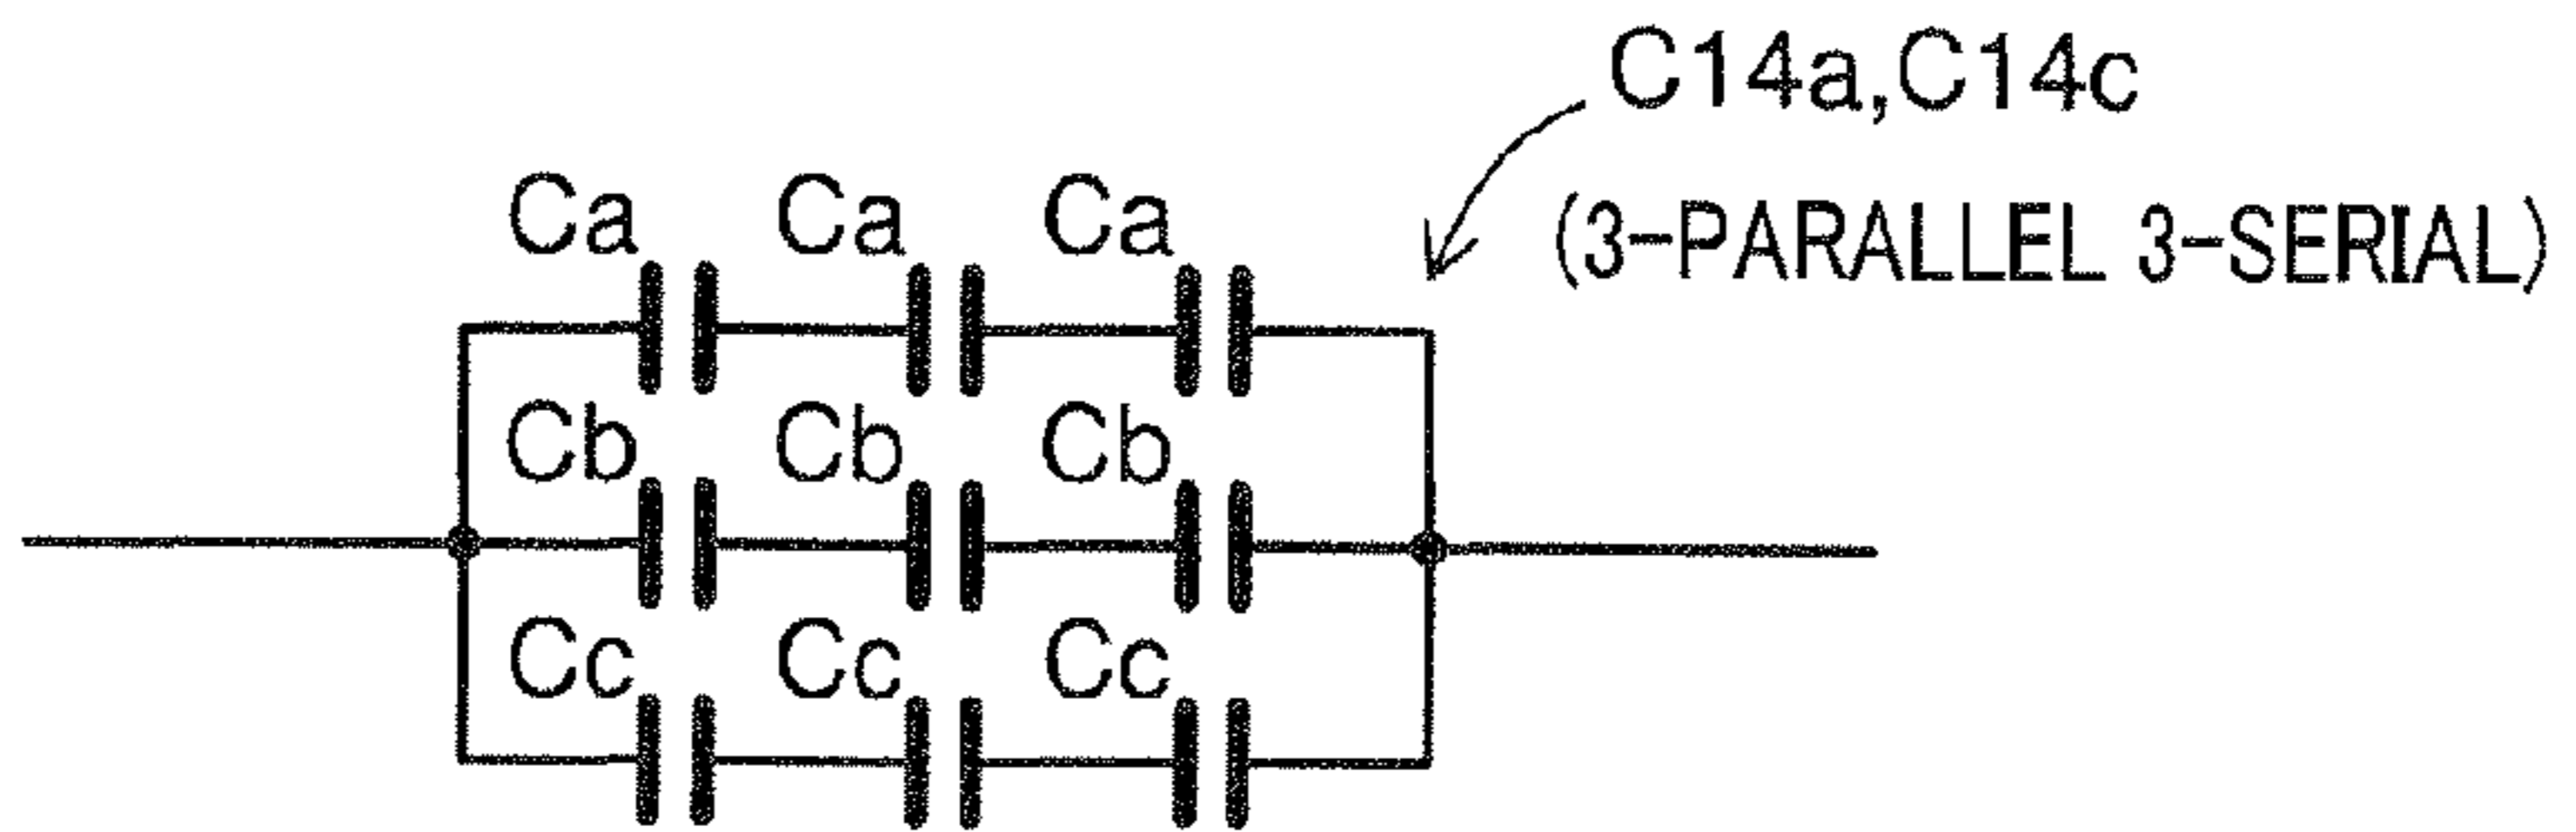 C14a,C14c
(3-PARALLEL 3-SERIAL)
Ca Ca Ca
Cb Cb Cb
Cc Cc Cc